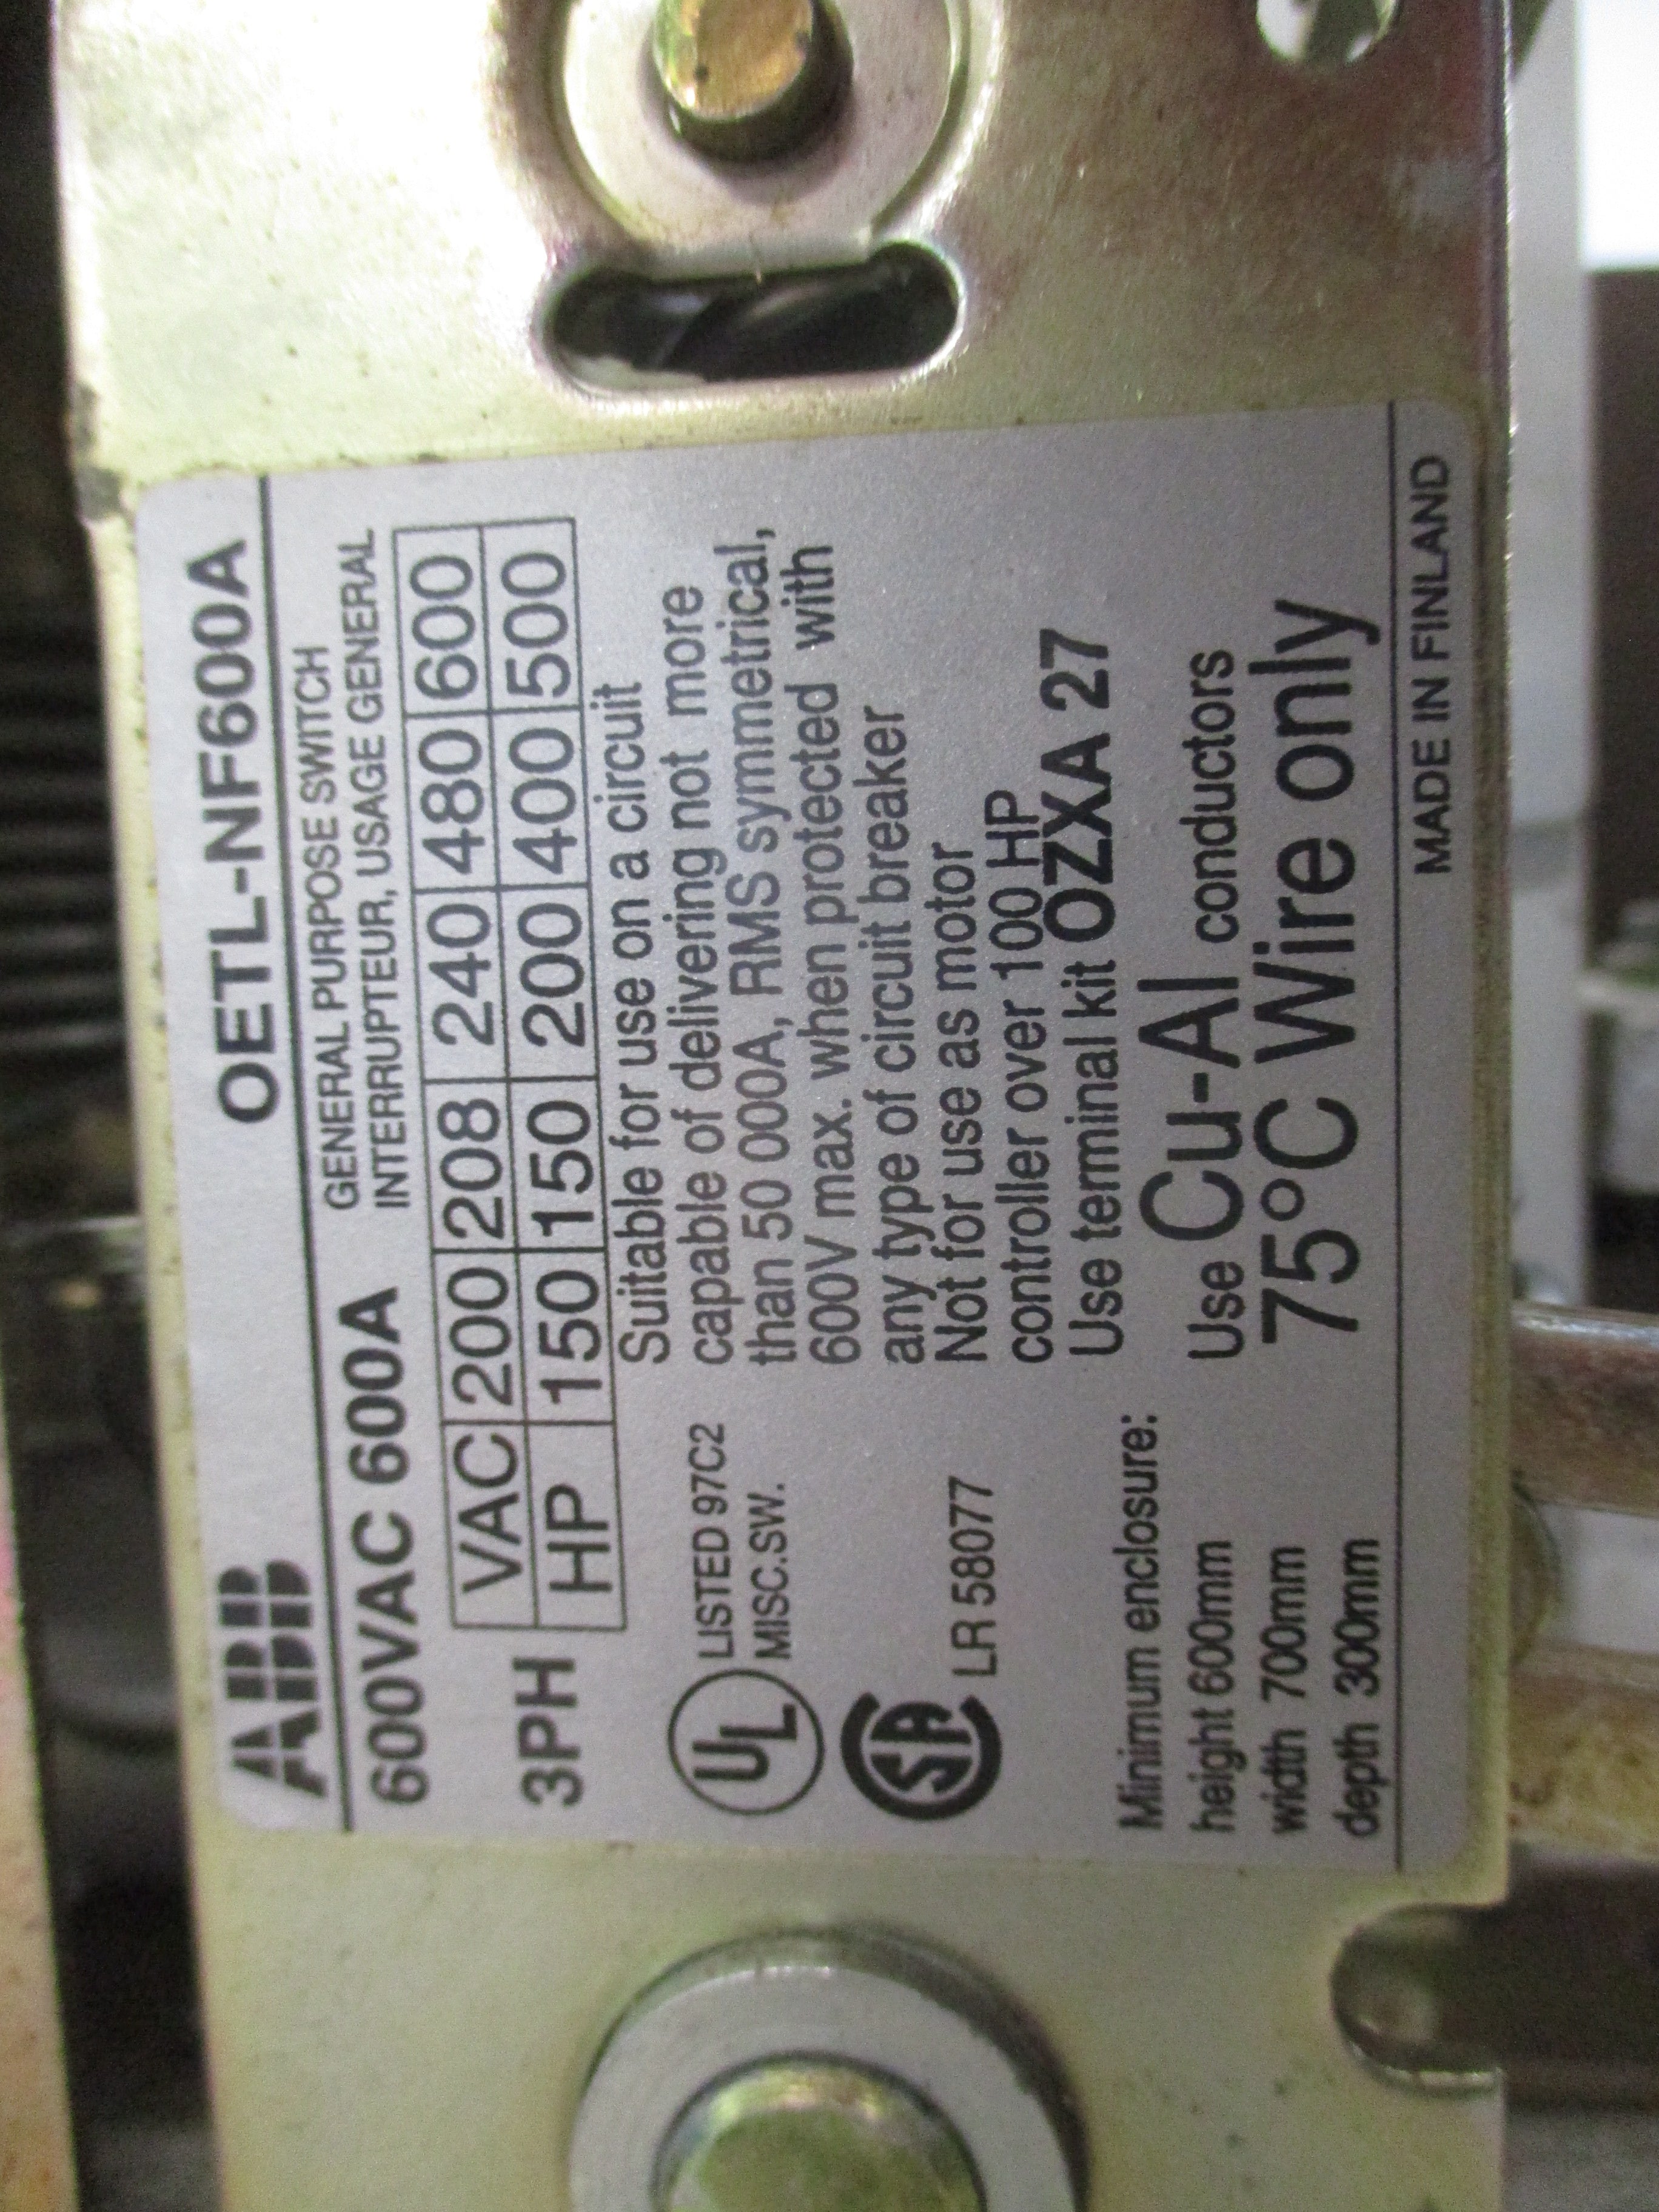 ABB OETL-NF600A
600VAC 600A GENERAL PURPOSE SWITCH
INTERRUPTEUR, USAGE GENERAL
VAC 200 208 240 480 600
3PH HP 150 150 200 400 500
UL LISTED 97C2
MISC.SW.
SA LR 58077
Minimum enclosure:
height 600mm
width 700mm
depth 300mm
Suitable for use on a circuit
capable of delivering not more
than 50 000A, RMS symmetrical,
600V max. when protected with
any type of circuit breaker
Not for use as motor
controller over 100 HP
Use terminal kit OZXA 27
Use Cu-Al conductors
75°C Wire only
MADE IN FINLAND